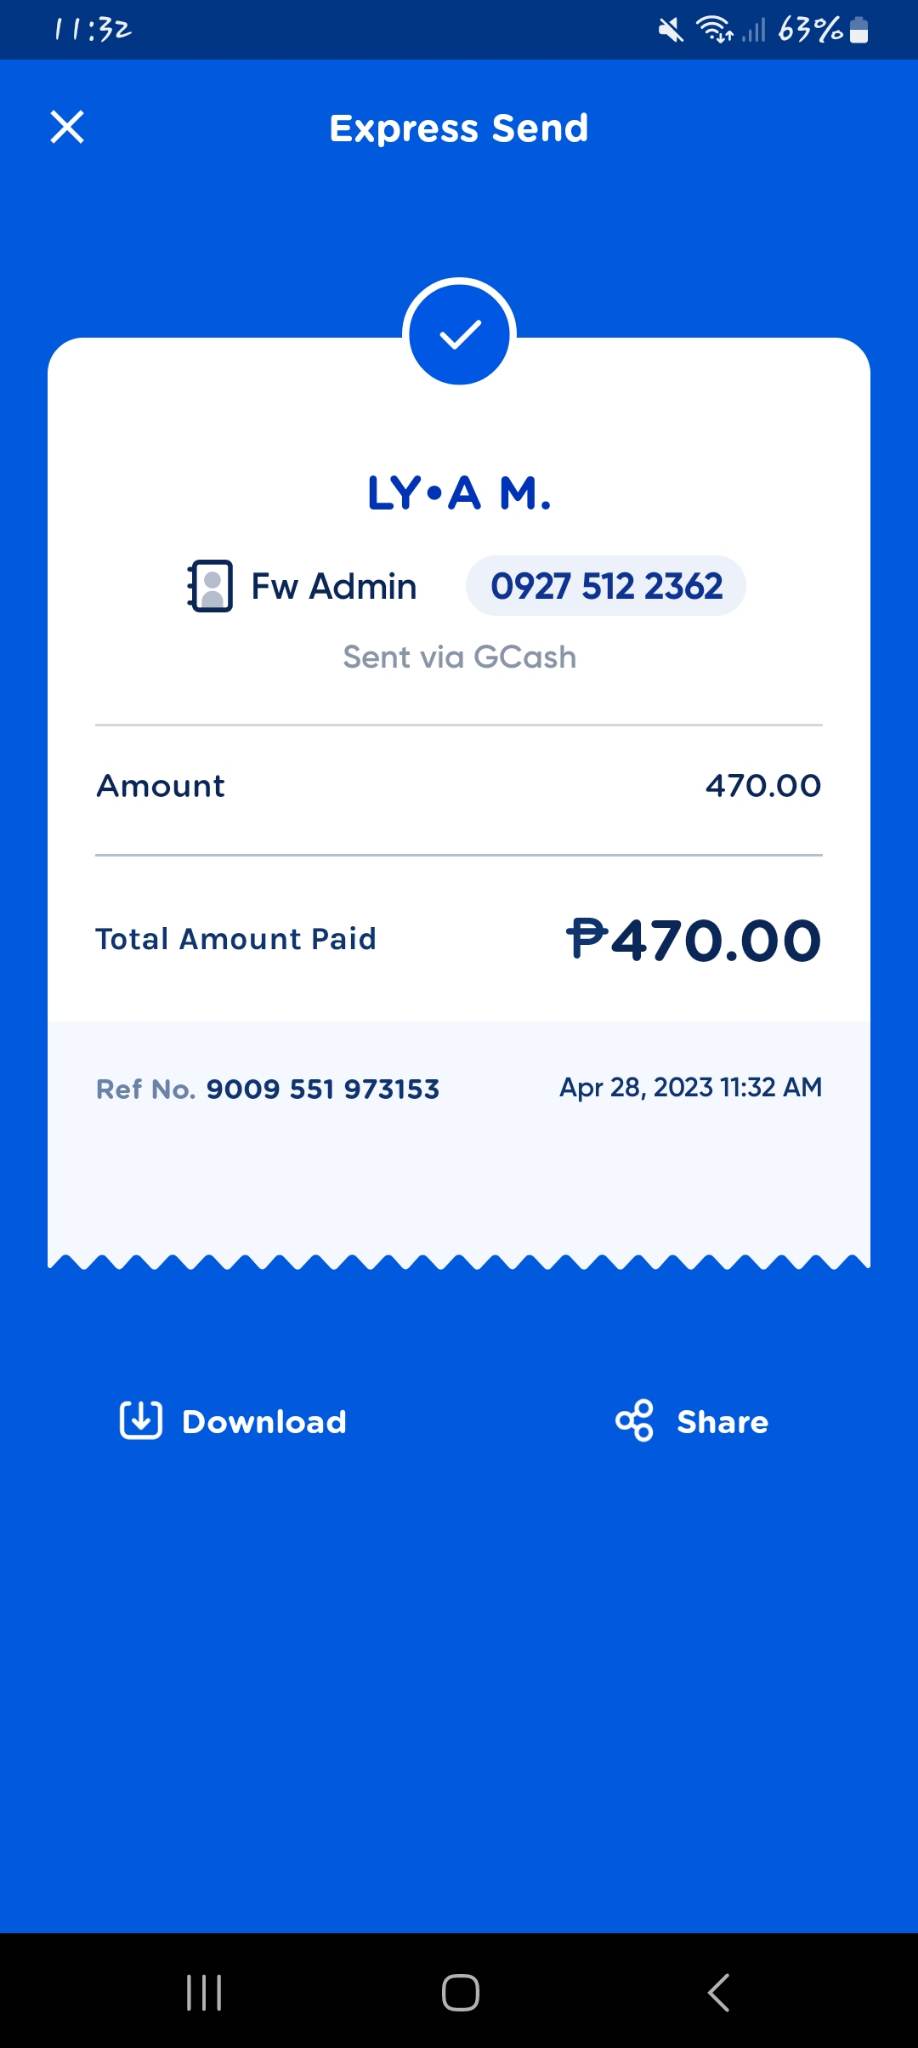 11:32 63%
Express Send
LY•A M.
Fw Admin 0927 512 2362
Sent via GCash
Amount 470.00
Total Amount Paid ₱470.00
Ref No. 9009 551 973153 Apr 28, 2023 11:32 AM
Download Share